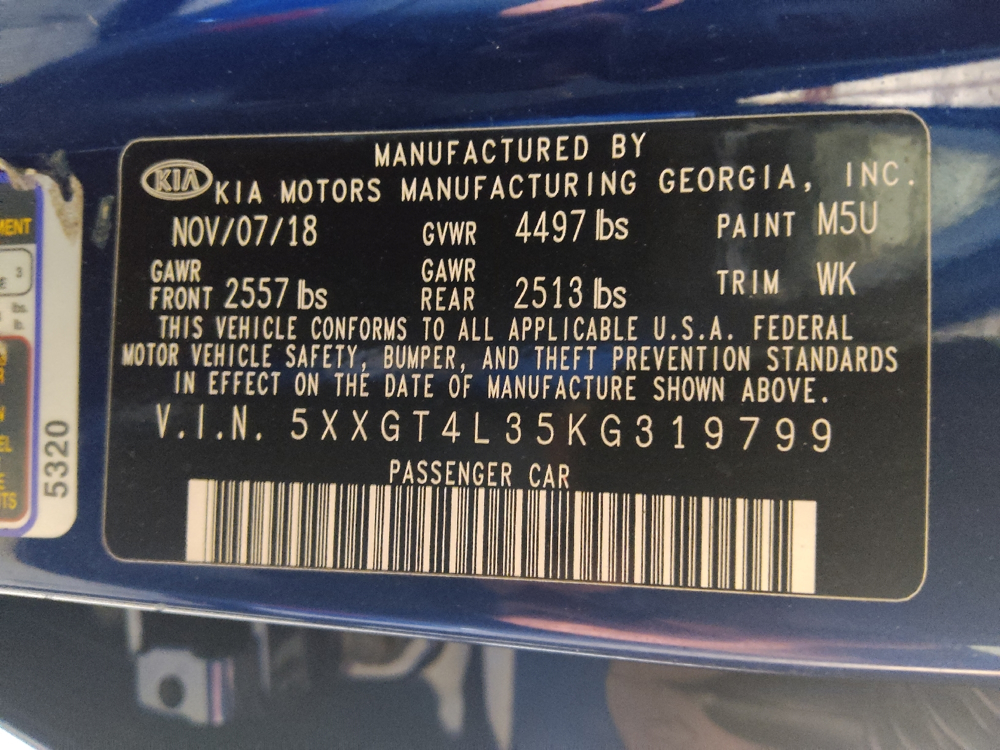 MANUFACTURED BY
KIA KIA MOTORS MANUFACTURING GEORGIA, INC.
NOV/07/18 GVWR 4497 lbs PAINT M5U
GAWR FRONT 2557 lbs GAWR REAR 2513 lbs TRIM WK
THIS VEHICLE CONFORMS TO ALL APPLICABLE U.S.A. FEDERAL
MOTOR VEHICLE SAFETY, BUMPER, AND THEFT PREVENTION STANDARDS
IN EFFECT ON THE DATE OF MANUFACTURE SHOWN ABOVE.
V.I.N. 5XXGT4L35KG319799
PASSENGER CAR
5320